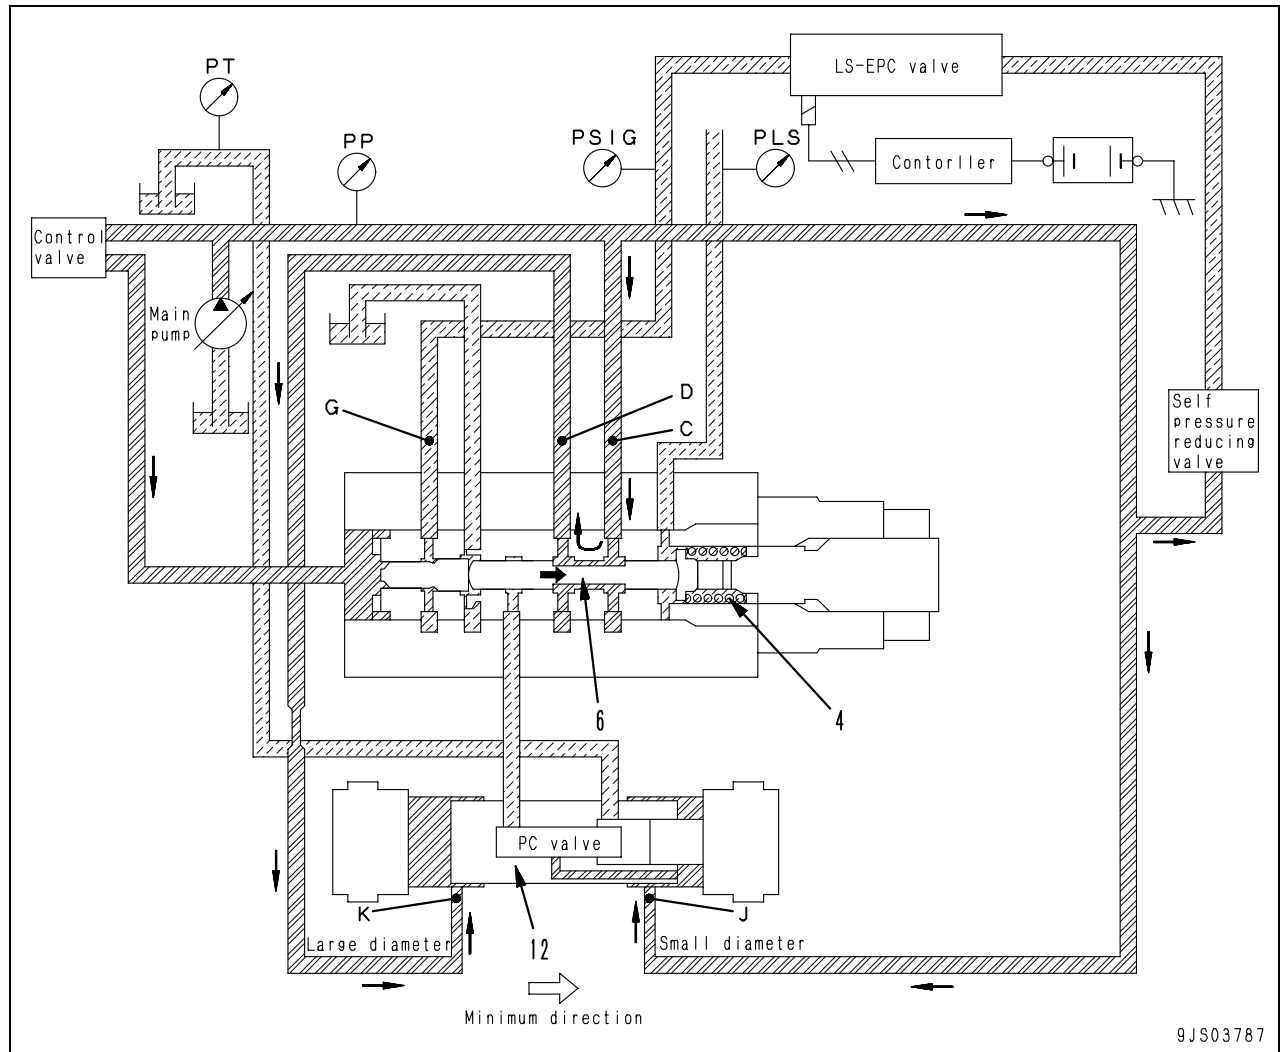 PT
LS-EPC valve
PP
PSIG
PLS
Contorller
Control
valve
Main
pump
G
D
C
Self
pressure
reducing
valve
6
4
PC valve
K
J
Large diameter
12
Small diameter
Minimum direction
9JS03787